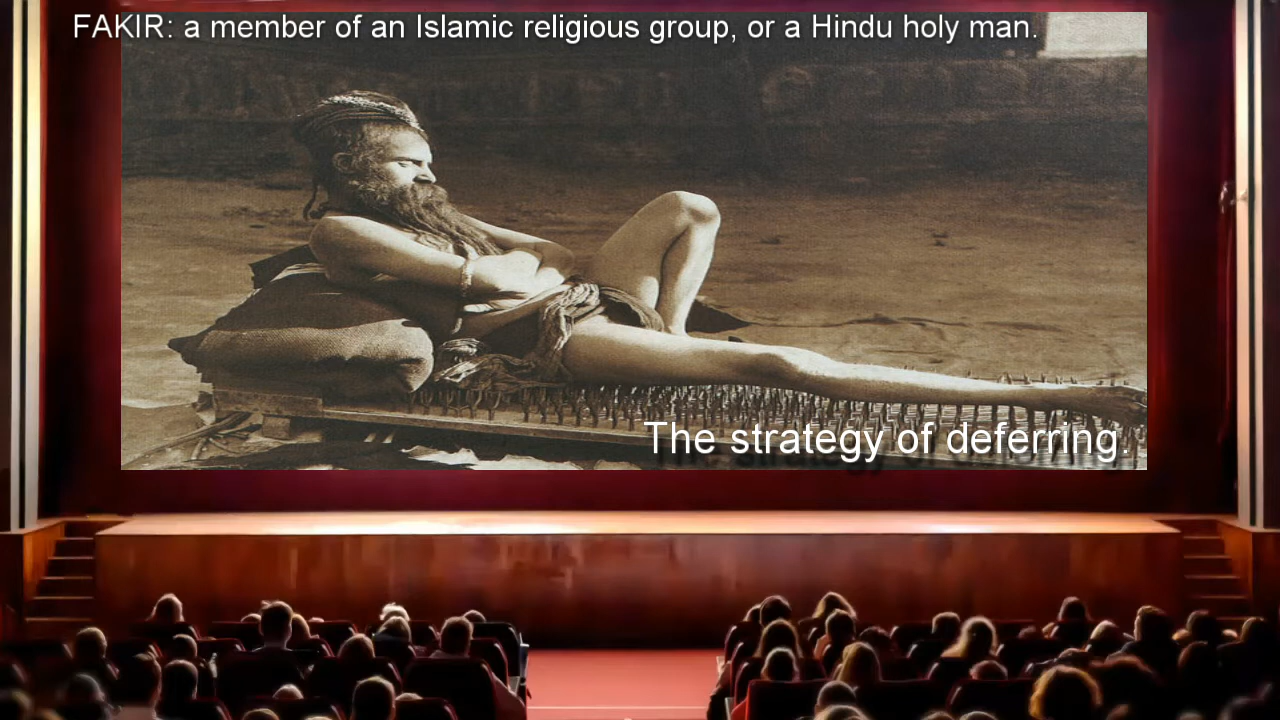 FAKIR: a member of an Islamic religious group, or a Hindu holy man.
The strategy of deferring.